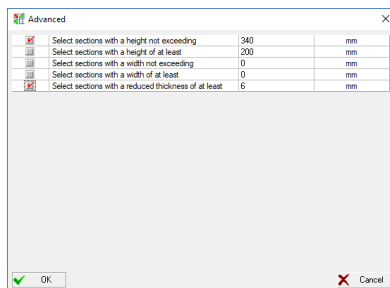 Advanced
Select sections with a height not exceeding 340 mm
Select sections with a height of at least 200 mm
Select sections with a width not exceeding 0 mm
Select sections with a width of at least 0 mm
Select sections with a reduced thickness of at least 6 mm
OK Cancel